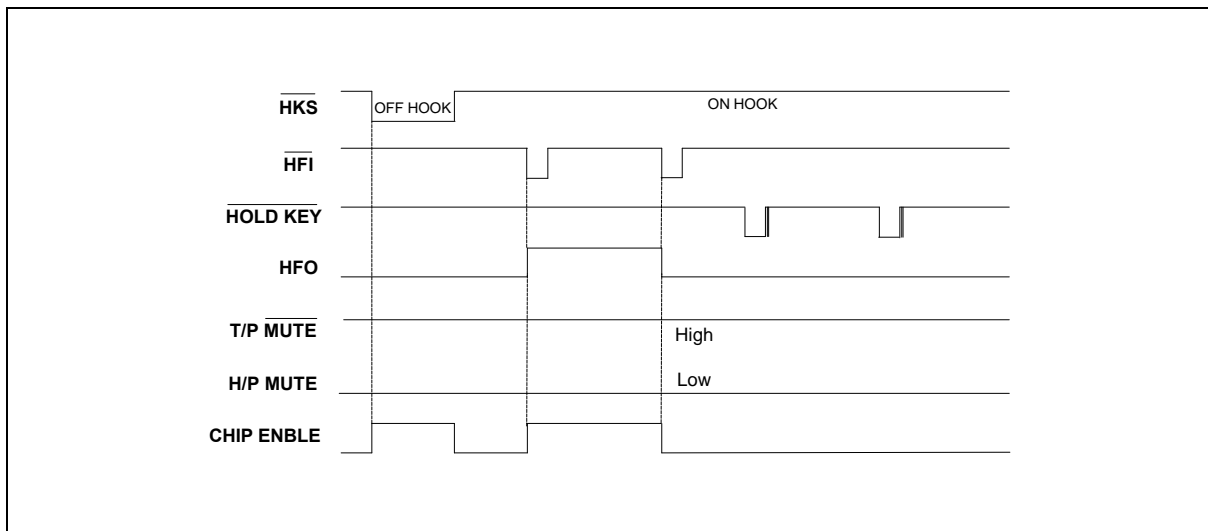 HKS OFF HOOK ON HOOK
HFI
HOLD KEY
HFO
T/P MUTE
High
H/P MUTE Low
CHIP ENBLE